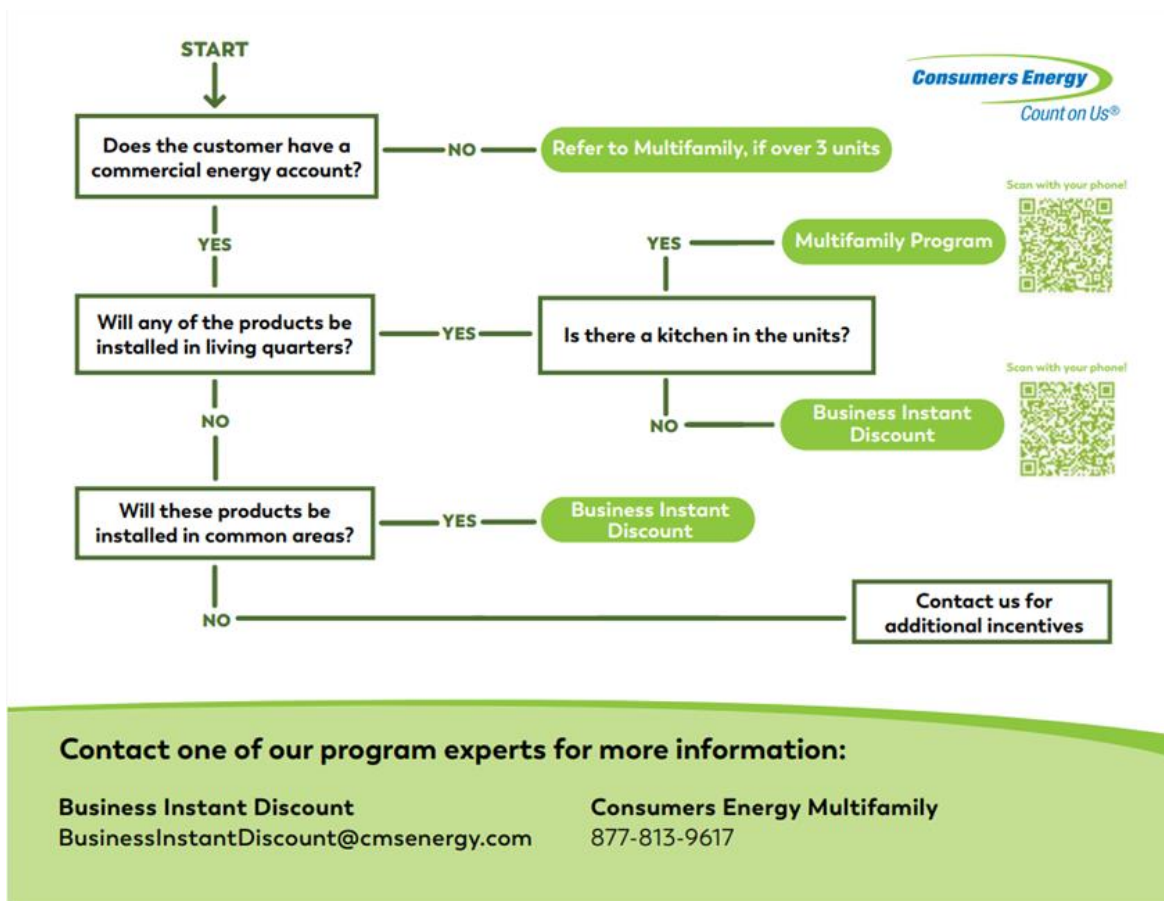 START
Consumers Energy
Count on Us®
Does the customer have a
commercial energy account?
NO
Refer to Multifamily, if over 3 units
Scan with your phone!
YES
YES
Multifamily Program
Will any of the products be
installed in living quarters?
YES
Is there a kitchen in the units?
Scan with your phone!
NO
NO
Business Instant
Discount
Will these products be
installed in common areas?
YES
Business Instant
Discount
NO
Contact us for
additional incentives
Contact one of our program experts for more information:
Business Instant Discount
BusinessInstantDiscount@cmsenergy.com
Consumers Energy Multifamily
877-813-9617